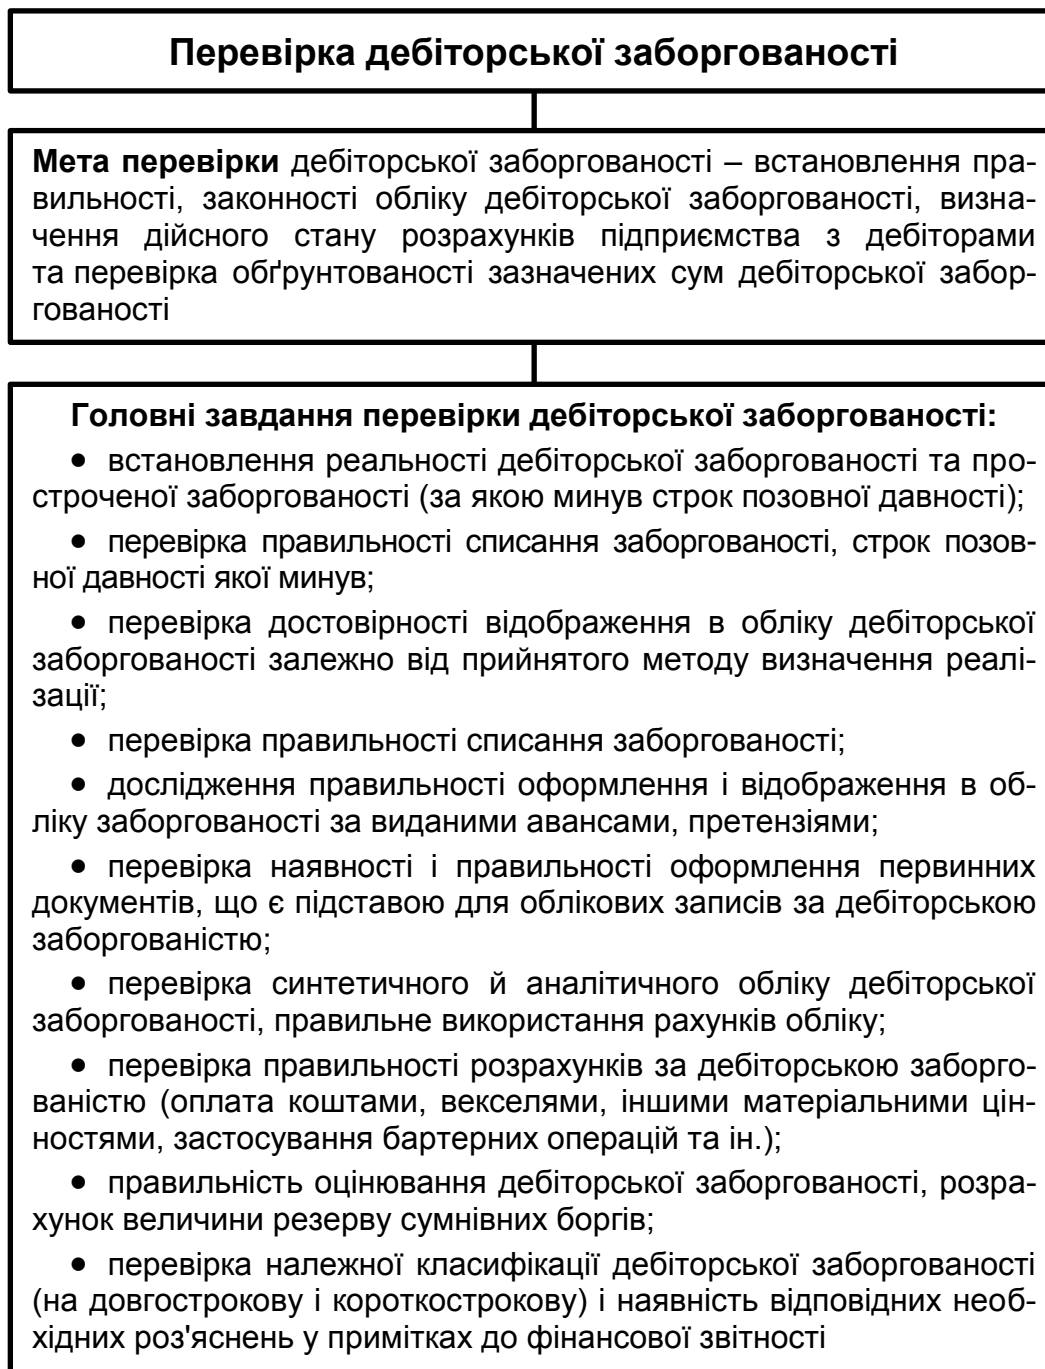 Перевірка дебіторської заборгованості
Мета перевірки дебіторської заборгованості – встановлення пра-
вильності, законності обліку дебіторської заборгованості, визна-
чення дійсного стану розрахунків підприємства з дебіторами
та перевірка обґрунтованості зазначених сум дебіторської забор-
гованості
Головні завдання перевірки дебіторської заборгованості:
• встановлення реальності дебіторської заборгованості та про-
строченої заборгованості (за якою минув строк позовної давності);
• перевірка правильності списання заборгованості, строк позов-
ної давності якої минув;
• перевірка достовірності відображення в обліку дебіторської
заборгованості залежно від прийнятого методу визначення реалі-
зації;
• перевірка правильності списання заборгованості;
• дослідження правильності оформлення і відображення в об-
ліку заборгованості за виданими авансами, претензіями;
• перевірка наявності і правильності оформлення первинних
документів, що є підставою для облікових записів за дебіторською
заборгованістю;
• перевірка синтетичного й аналітичного обліку дебіторської
заборгованості, правильне використання рахунків обліку;
• перевірка правильності розрахунків за дебіторською заборго-
ваністю (оплата коштами, векселями, іншими матеріальними цін-
ностями, застосування бартерних операцій та ін.);
• правильність оцінювання дебіторської заборгованості, розра-
хунок величини резерву сумнівних боргів;
• перевірка належної класифікації дебіторської заборгованості
(на довгострокову і короткострокову) і наявність відповідних необ-
хідних роз'яснень у примітках до фінансової звітності